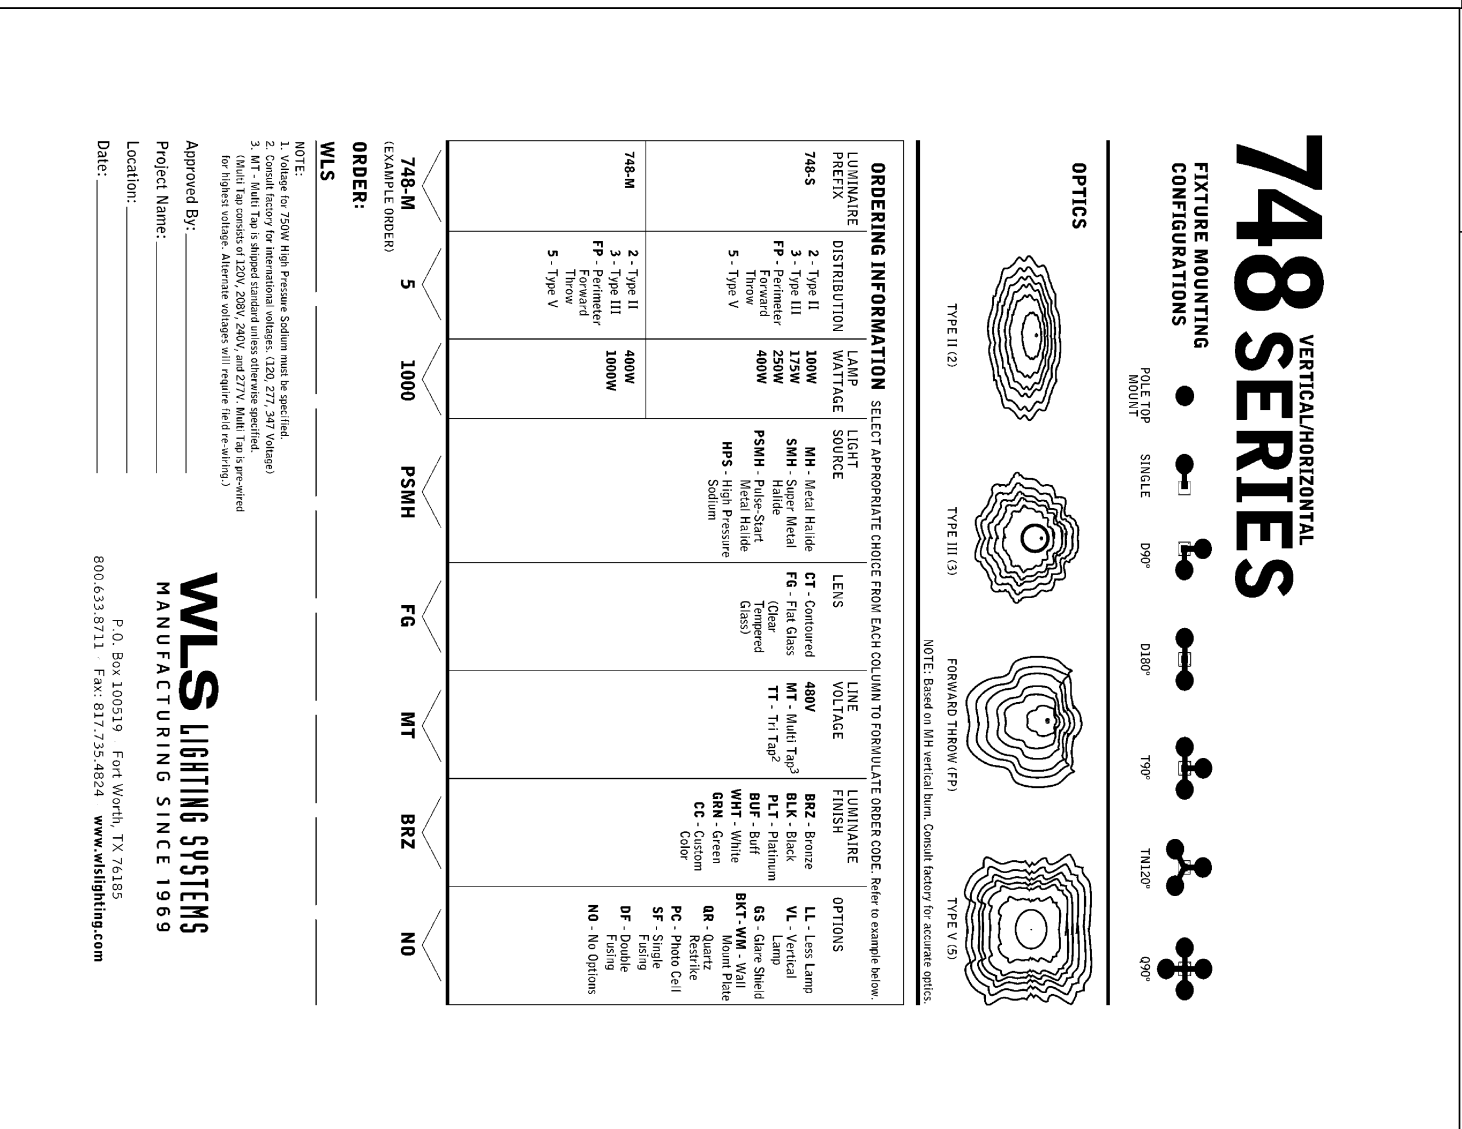 748 SERIES
VERTICAL/HORIZONTAL
FIXTURE MOUNTING
CONFIGURATIONS
POLE TOP
MOUNT
SINGLE
D90°
D180°
T90°
TN120°
Q90°
OPTICS
TYPE II (2)
TYPE III (3)
FORWARD THROW (FP)
TYPE V (5)
NOTE: Based on MH vertical burn. Consult factory for accurate optics.
ORDERING INFORMATION SELECT APPROPRIATE CHOICE FROM EACH COLUMN TO FORMULATE ORDER CODE. Refer to example below.
LUMINAIRE
PREFIX
748-S
748-M
DISTRIBUTION
2 - Type II
3 - Type III
FP - Perimeter
Forward
Throw
5 - Type V
2 - Type II
3 - Type III
FP - Perimeter
Forward
Throw
5 - Type V
LAMP
WATTAGE
100W
175W
250W
400W
400W
1000W
LIGHT
SOURCE
MH - Metal Halide
SMH - Super Metal
Halide
PSMH - Pulse-Start
Metal Halide
HPS - High Pressure
Sodium
LENS
CT - Contoured
FG - Flat Glass
(Clear
Tempered
Glass)
LINE
VOLTAGE
480V
MT - Multi Tap3
TT - Tri Tap2
LUMINAIRE
FINISH
BRZ - Bronze
BLK - Black
PLT - Platinum
BUF - Buff
WHT - White
GRN - Green
CC - Custom
Color
OPTIONS
LL - Less Lamp
VL - Vertical
Lamp
GS - Glare Shield
BKT-WM - Wall
Mount Plate
QR - Quartz
Restrike
PC - Photo Cell
SF - Single
Fusing
DF - Double
Fusing
NO - No Options
748-M 5 1000 PSMH FG MT BRZ NO
(EXAMPLE ORDER)
ORDER:
WLS
NOTE:
1. Voltage for 750W High Pressure Sodium must be specified.
2. Consult factory for international voltages. (120, 277, 347 Voltage)
3. MT - Multi Tap is shipped standard unless otherwise specified.
(Multi Tap consists of 120V, 208V, 240V, and 277V. Multi Tap is pre-wired
for highest voltage. Alternate voltages will require field re-wiring.)
Approved By:
Project Name:
Location:
Date:
WLS LIGHTING SYSTEMS
MANUFACTURING SINCE 1969
P.O. Box 100519 Fort Worth, TX 76185
800.633.8711 · Fax: 817.735.4824 www.wlslighting.com